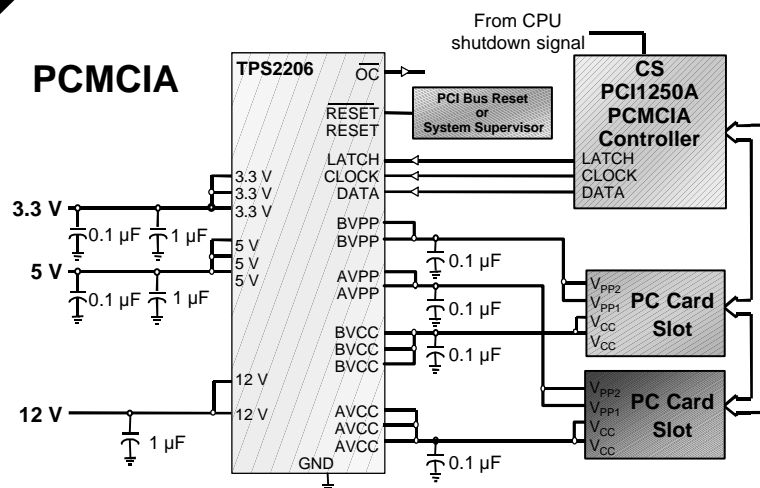 From CPU
shutdown signal
PCMCIA
TPS2206
OC
RESET
RESET
LATCH
CLOCK
DATA
BVPP
BVPP
AVPP
AVPP
BVCC
BVCC
BVCC
AVCC
AVCC
AVCC
GND
3.3 V
3.3 V
3.3 V
5 V
5 V
5 V
12 V
12 V
PCI Bus Reset
or
System Supervisor
CS
PCI1250A
PCMCIA
Controller
LATCH
CLOCK
DATA
3.3 V
0.1 µF
1 µF
5 V
0.1 µF
1 µF
12 V
1 µF
0.1 µF
0.1 µF
0.1 µF
0.1 µF
VPP2
VPP1
VCC
VCC
PC Card
Slot
VPP2
VPP1
VCC
VCC
PC Card
Slot